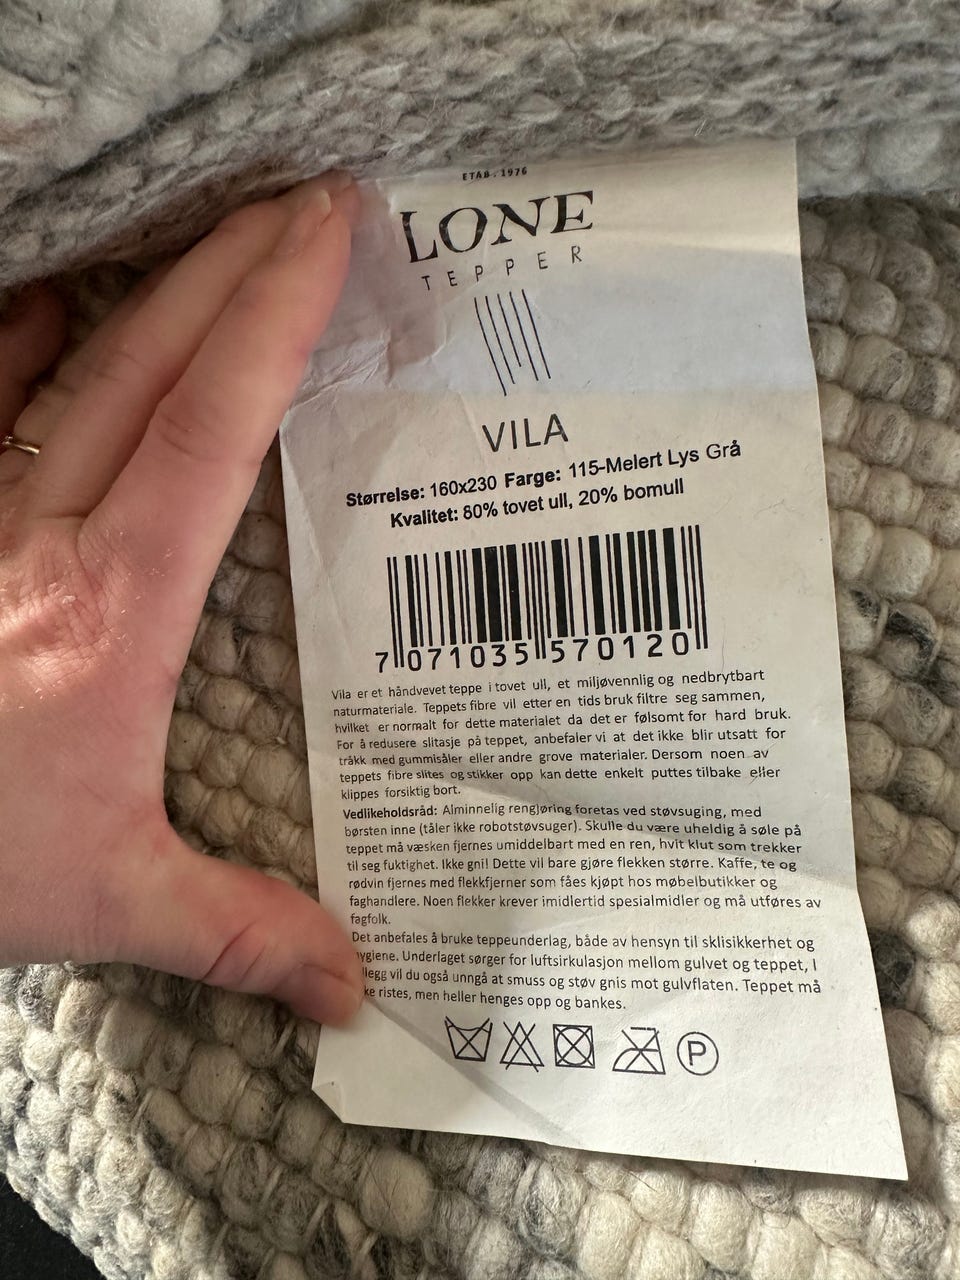 ETAB. 1976
LONE
TEPPER
VILA
Størrelse: 160x230 Farge: 115-Melert Lys Grå
Kvalitet: 80% tovet ull, 20% bomull
7 071035 570120
Vila er et håndvevet teppe i tovet ull, et miljøvennlig og nedbrytbart
naturmateriale. Teppets fibre vil etter en tids bruk filtre seg sammen,
hvilket er normalt for dette materialet da det er følsomt for hard bruk.
For å redusere slitasje på teppet, anbefaler vi at det ikke blir utsatt for
tråkk med gummisåler eller andre grove materialer. Dersom noen av
teppets fibre slites og stikker opp kan dette enkelt puttes tilbake eller
klippes forsiktig bort.
Vedlikeholdsråd: Alminnelig rengjøring foretas ved støvsuging, med
børsten inne (tåler ikke robotstøvsuger). Skulle du være uheldig å søle på
teppet må væsken fjernes umiddelbart med en ren, hvit klut som trekker
til seg fuktighet. Ikke gni! Dette vil bare gjøre flekken større. Kaffe, te og
rødvin fjernes med flekkfjerner som fåes kjøpt hos møbelbutikker og
faghandlere. Noen flekker krever imidlertid spesialmidler og må utføres av
fagfolk.
Det anbefales å bruke teppeunderlag, både av hensyn til sklisikkerhet og
hygiene. Underlaget sørger for luftsirkulasjon mellom gulvet og teppet, I
llegg vil du også unngå at smuss og støv gnis mot gulvflaten. Teppet må
ke ristes, men heller henges opp og bankes.
P